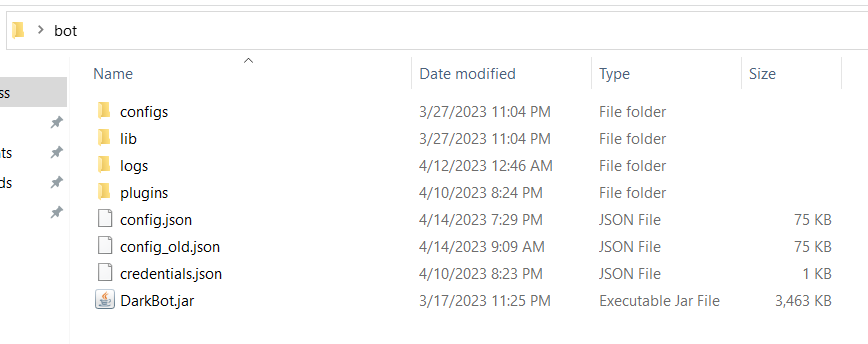 bot
Name Date modified Type Size
ss
configs 3/27/2023 11:04 PM File folder
lib 3/27/2023 11:04 PM File folder
nts logs 4/12/2023 12:46 AM File folder
ds plugins 4/10/2023 8:24 PM File folder
config.json 4/14/2023 7:29 PM JSON File 75 KB
config_old.json 4/14/2023 9:09 AM JSON File 75 KB
credentials.json 4/10/2023 8:23 PM JSON File 1 KB
DarkBot.jar 3/17/2023 11:25 PM Executable Jar File 3,463 KB